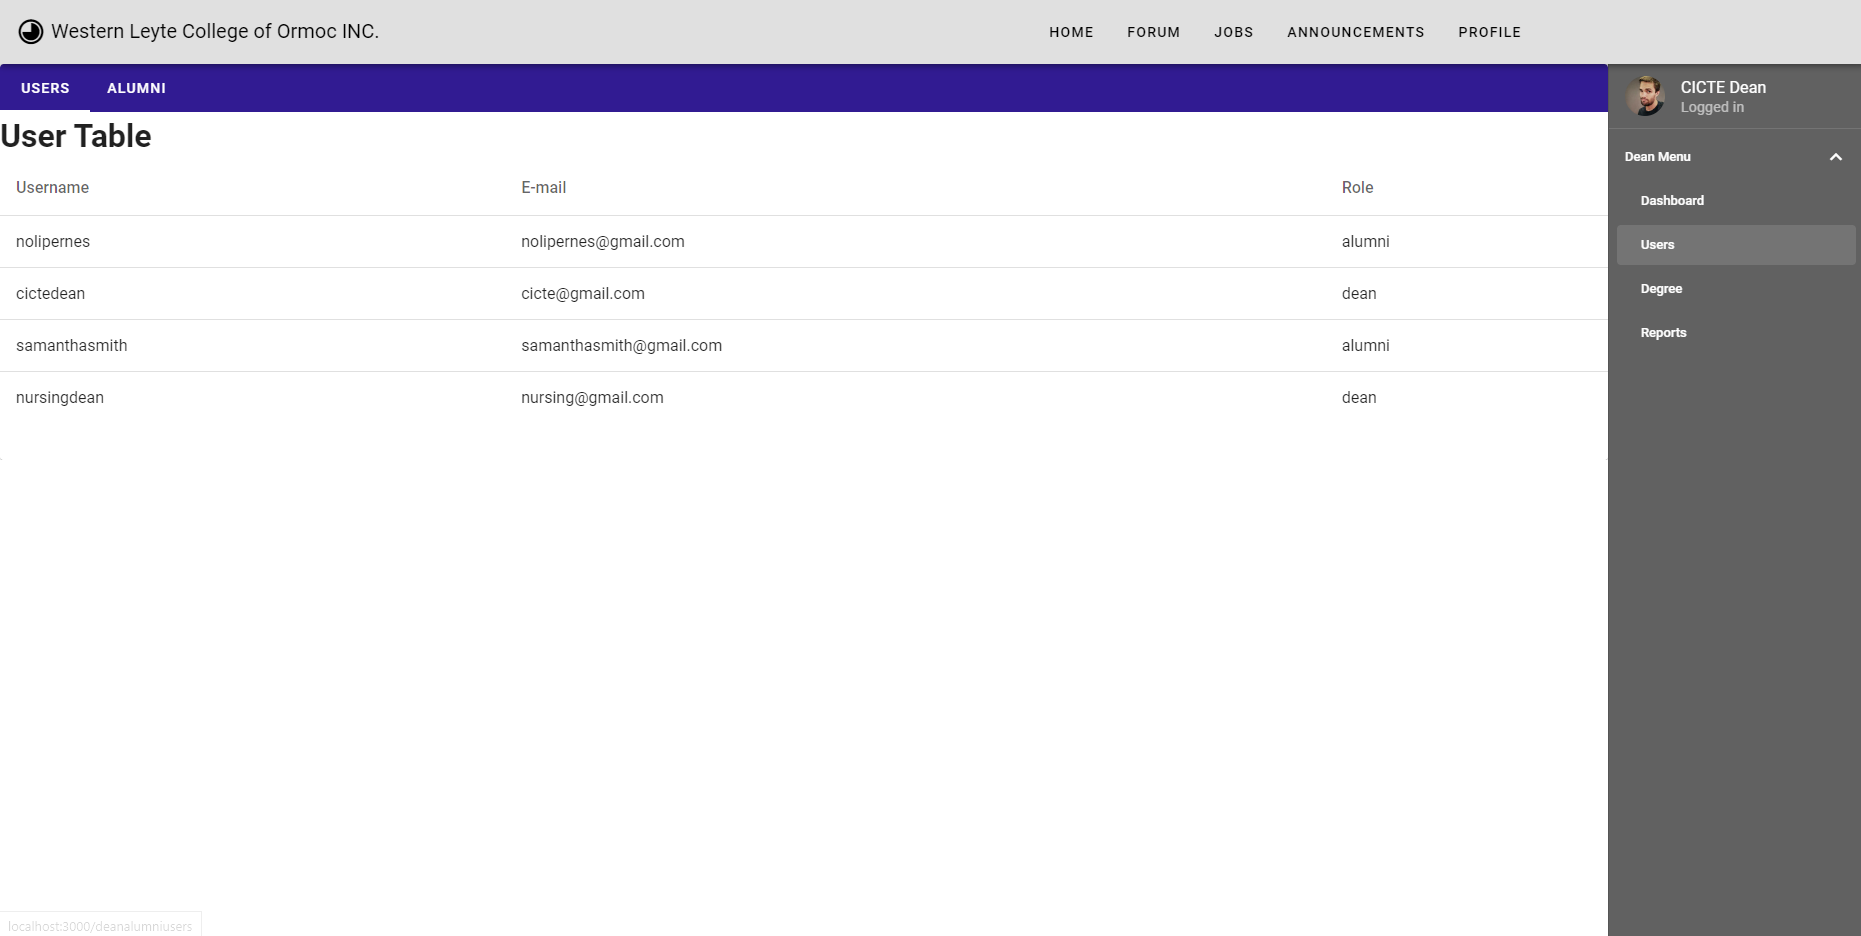 Western Leyte College of Ormoc INC.
HOME FORUM JOBS ANNOUNCEMENTS PROFILE
USERS ALUMNI
User Table
Username E-mail Role
nolipernes nolipernes@gmail.com alumni
cictedean cicte@gmail.com dean
samanthasmith samanthasmith@gmail.com alumni
nursingdean nursing@gmail.com dean
CICTE Dean
Logged in
Dean Menu
Dashboard
Users
Degree
Reports
localhost:3000/deanalumniusers